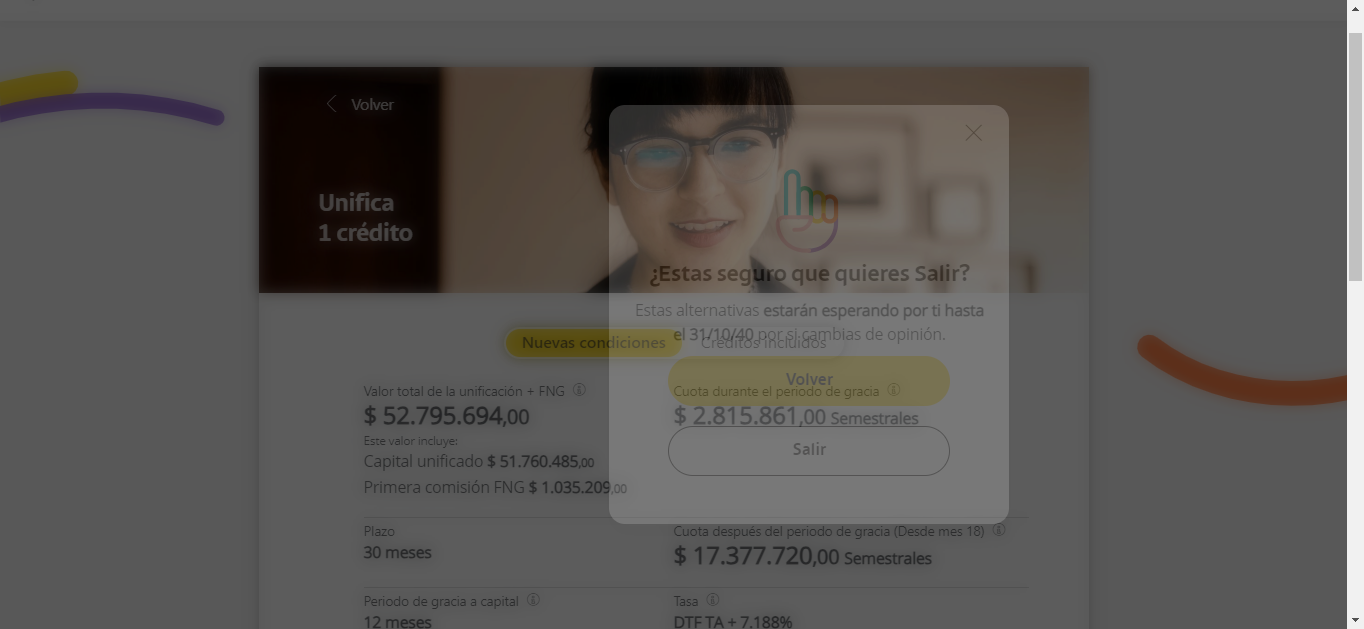 Volver
Unifica
1 crédito
¿Estas seguro que quieres Salir?
Estas alternativas estarán esperando por ti hasta
el 31/10/40 por si cambias de opinión.
Volver
Salir
Nuevas condiciones
Créditos incluidos
Valor total de la unificación + FNG
$ 52.795.694,00
Este valor incluye:
Capital unificado $ 51.760.485,00
Primera comisión FNG $ 1.035.209,00
Cuota durante el periodo de gracia
$ 2.815.861,00 Semestrales
Plazo
30 meses
Cuota después del periodo de gracia (Desde mes 18)
$ 17.377.720,00 Semestrales
Periodo de gracia a capital
12 meses
Tasa
DTF TA + 7.188%